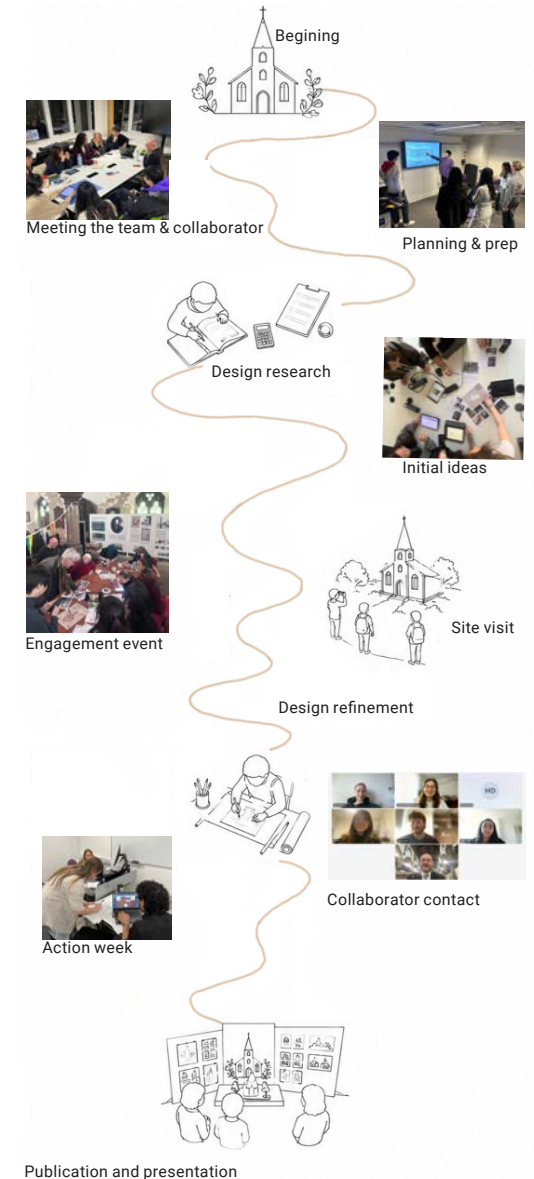 Begining
Meeting the team & collaborator
Planning & prep
Design research
Initial ideas
Engagement event
Site visit
Design refinement
HD
Collaborator contact
Action week
Publication and presentation